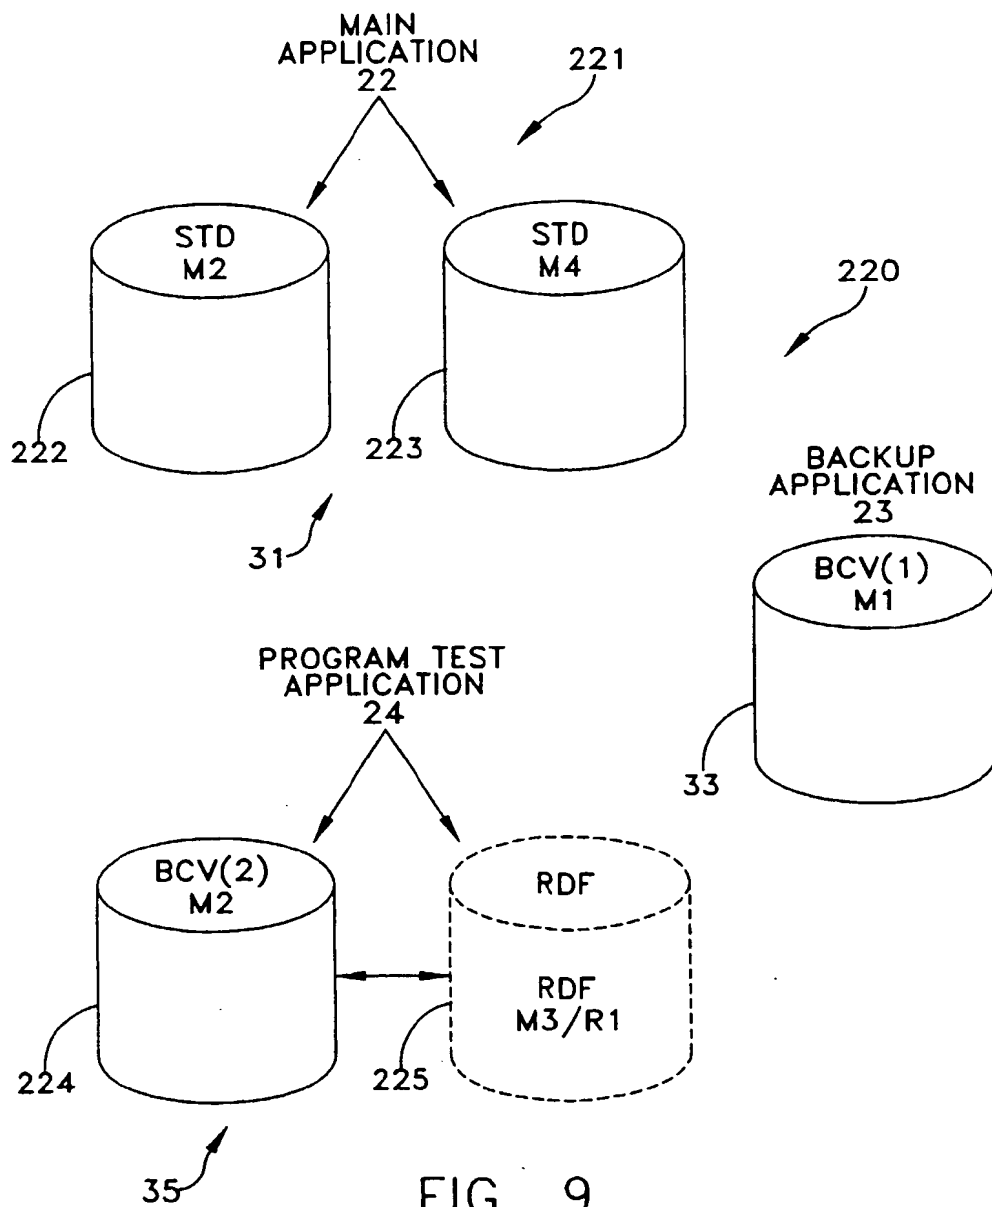 MAIN
APPLICATION
22
221
STD
M2
STD
M4
220
222
223
31
BACKUP
APPLICATION
23
BCV(1)
M1
33
PROGRAM TEST
APPLICATION
24
BCV(2)
M2
RDF
RDF
M3/R1
224
225
35
FIG. 9